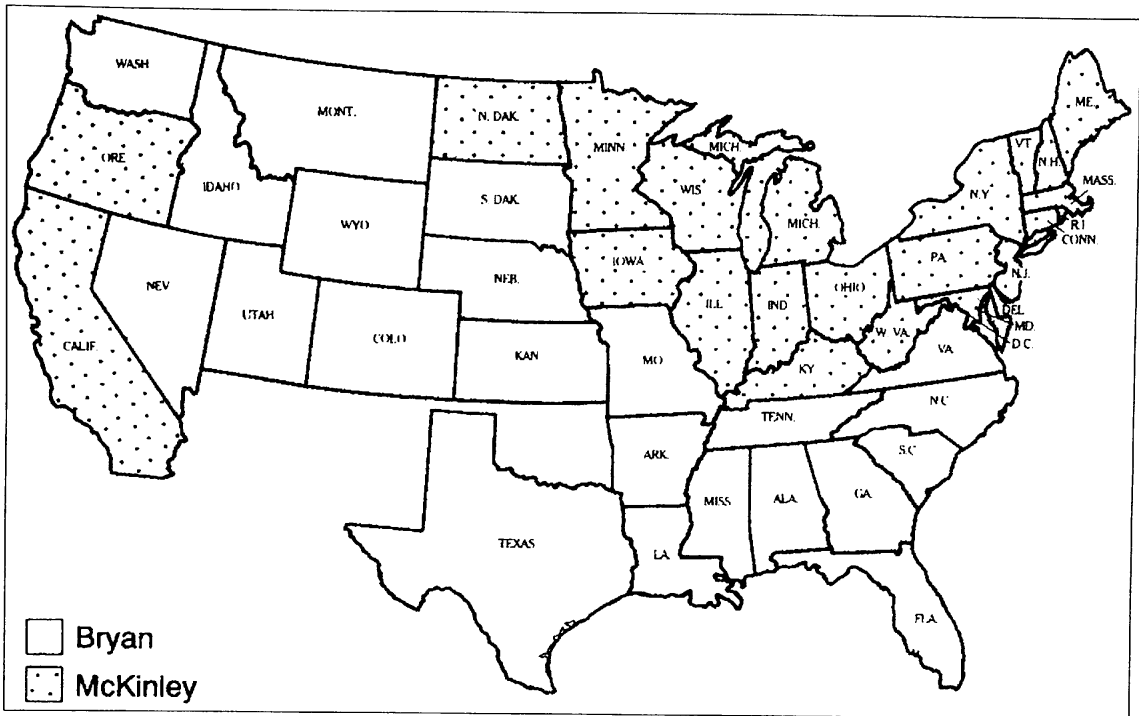 WASH
MONT.
N. DAK.
MINN
MICH.
ME.
VT.
N.H.
ORE
IDAHO
S. DAK.
WIS
MICH.
N.Y
MASS.
R.I
CONN.
WYO
IOWA
PA.
N.J.
NEV
UTAH
NEB.
ILL
IND
OHIO
DEL
MD.
D.C.
CALIF.
COLO
KAN
MO.
W. VA.
VA.
KY
N.C
TENN.
ARK.
S.C
MISS
ALA.
GA.
TEXAS
LA.
FLA.
Bryan
McKinley